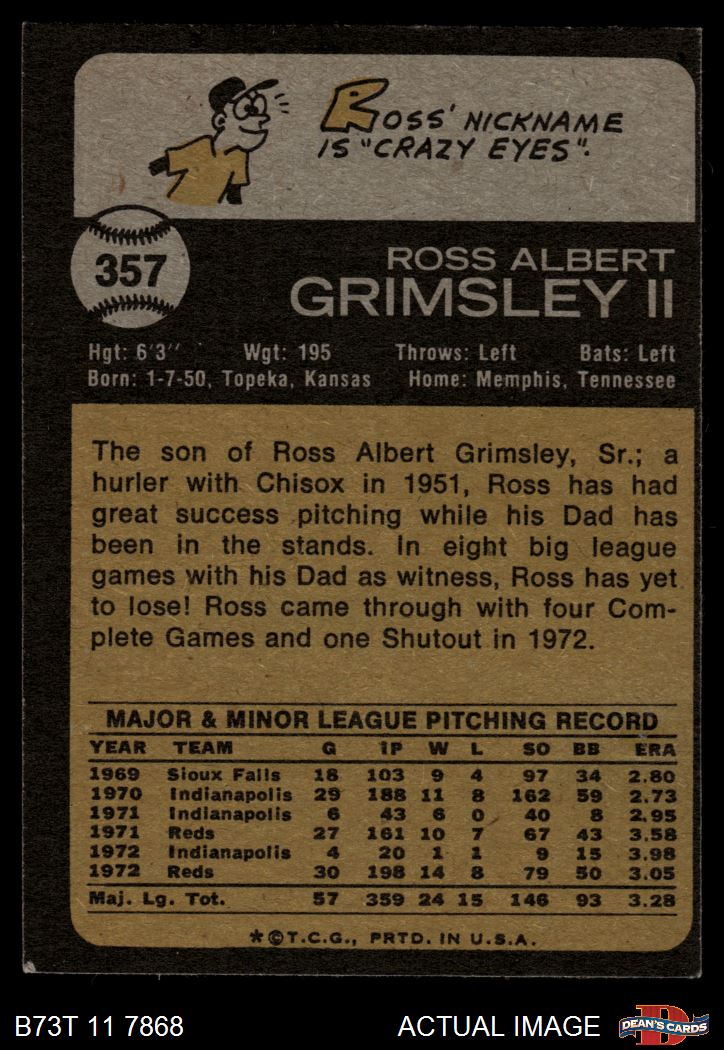 ROSS' NICKNAME
IS "CRAZY EYES".
357
ROSS ALBERT
GRIMSLEY II
Hgt: 6'3" Wgt: 195 Throws: Left Bats: Left
Born: 1-7-50, Topeka, Kansas Home: Memphis, Tennessee
The son of Ross Albert Grimsley, Sr.; a
hurler with Chisox in 1951, Ross has had
great success pitching while his Dad has
been in the stands. In eight big league
games with his Dad as witness, Ross has yet
to lose! Ross came through with four Com-
plete Games and one Shutout in 1972.
MAJOR & MINOR LEAGUE PITCHING RECORD
YEAR TEAM G IP W L SO BB ERA
1969 Sioux Falls 18 103 9 4 97 34 2.80
1970 Indianapolis 29 188 11 8 162 59 2.73
1971 Indianapolis 6 43 6 0 40 8 2.95
1971 Reds 27 161 10 7 67 43 3.58
1972 Indianapolis 4 20 1 1 9 15 3.98
1972 Reds 30 198 14 8 79 50 3.05
Maj. Lg. Tot. 57 359 24 15 146 93 3.28
*©T.C.G., PRTD. IN U.S.A.
B73T 11 7868 ACTUAL IMAGE
D
DEAN'S CARDS